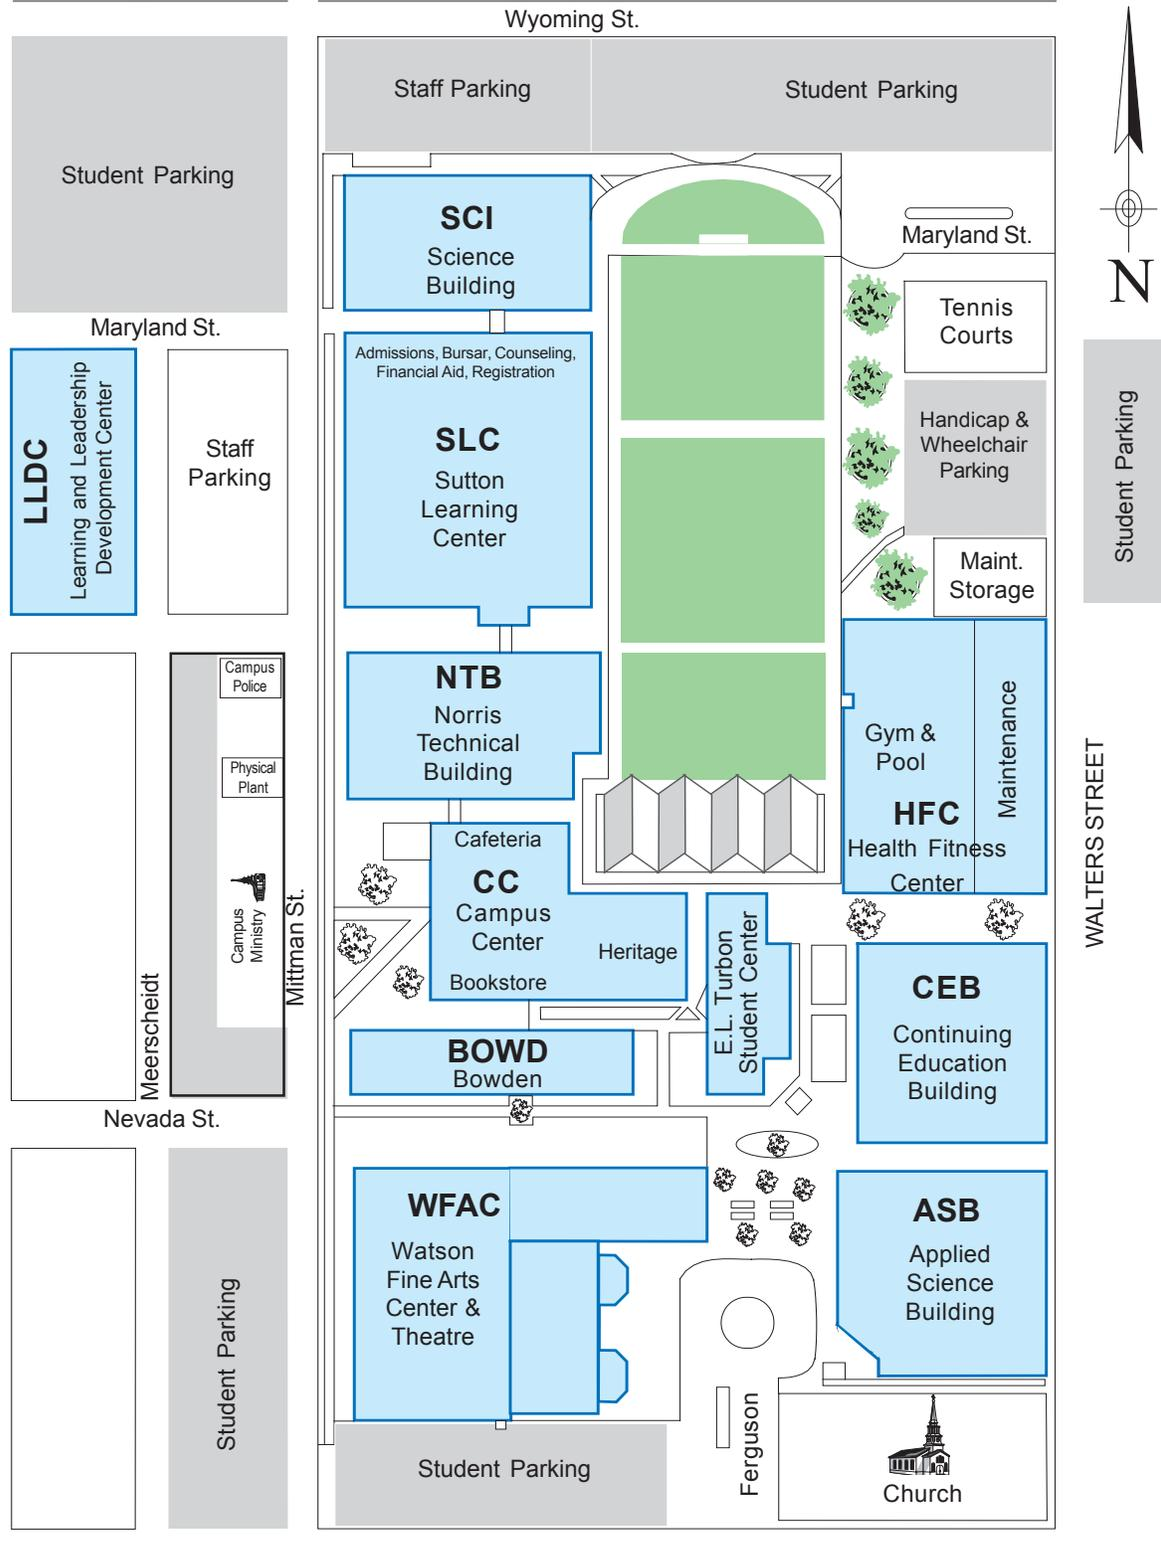 Wyoming St.
Staff Parking
Student Parking
Student Parking
SCI
Science
Building
Maryland St.
N
Tennis
Courts
Maryland St.
Admissions, Bursar, Counseling,
Financial Aid, Registration
SLC
Sutton
Learning
Center
LLDC
Learning and Leadership
Development Center
Staff
Parking
Handicap &
Wheelchair
Parking
Student Parking
Maint.
Storage
Campus
Police
Physical
Plant
Campus
Ministry
Mittman St.
Meerscheidt
NTB
Norris
Technical
Building
Gym &
Pool
HFC
Health Fitness
Center
Maintenance
WALTERS STREET
Cafeteria
CC
Campus
Center
Heritage
Bookstore
E.L. Turbon
Student Center
CEB
Continuing
Education
Building
BOWD
Bowden
Nevada St.
WFAC
Watson
Fine Arts
Center &
Theatre
ASB
Applied
Science
Building
Student Parking
Student Parking
Ferguson
Church